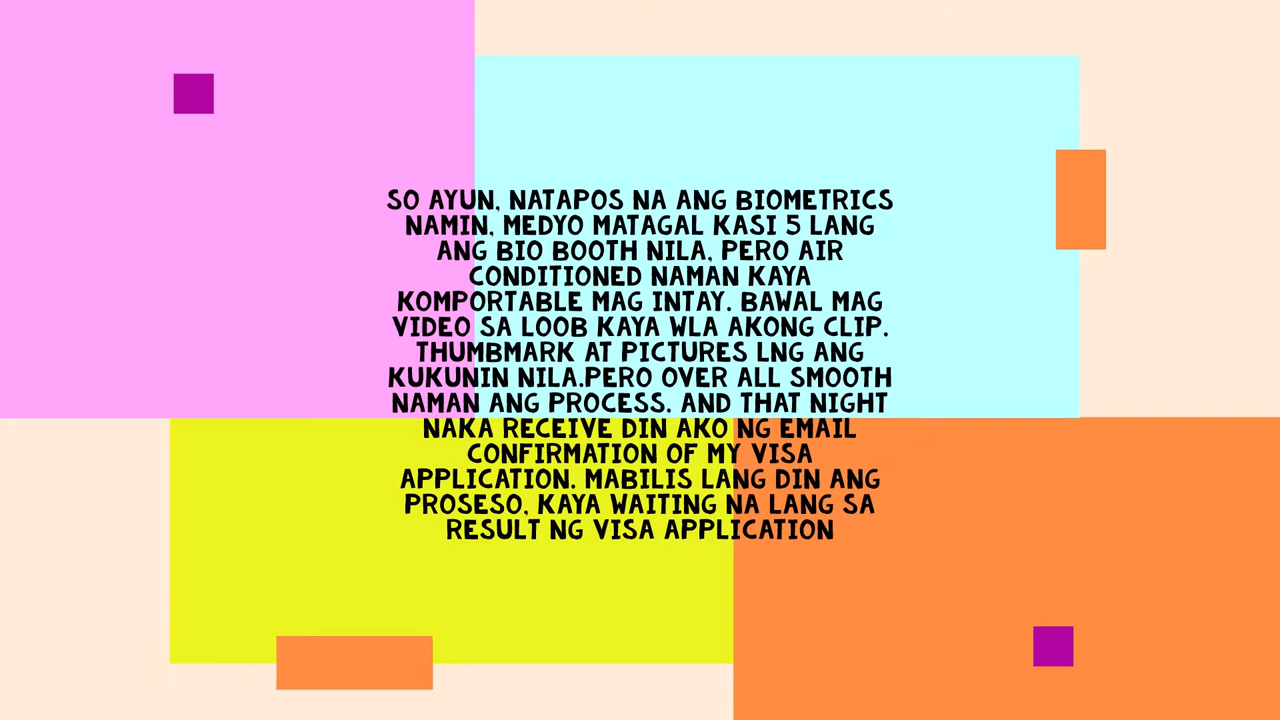 SO AYUN, NATAPOS NA ANG BIOMETRICS
NAMIN, MEDYO MATAGAL KASI 5 LANG
ANG BIO BOOTH NILA, PERO AIR
CONDITIONED NAMAN KAYA
KOMPORTABLE MAG INTAY. BAWAL MAG
VIDEO SA LOOB KAYA WLA AKONG CLIP.
THUMBMARK AT PICTURES LNG ANG
KUKUNIN NILA.PERO OVER ALL SMOOTH
NAMAN ANG PROCESS. AND THAT NIGHT
NAKA RECEIVE DIN AKO NG EMAIL
CONFIRMATION OF MY VISA
APPLICATION. MABILIS LANG DIN ANG
PROSESO, KAYA WAITING NA LANG SA
RESULT NG VISA APPLICATION